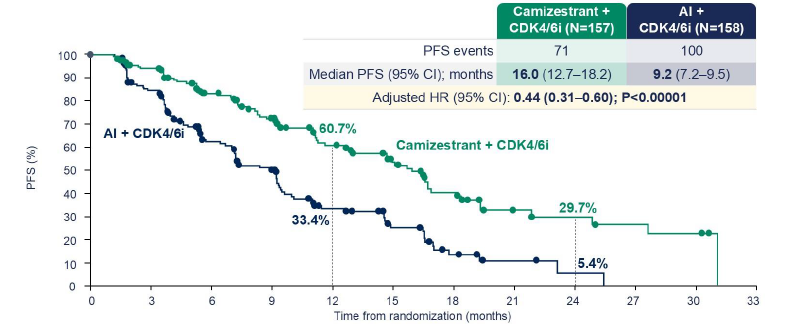 Camizestrant +
CDK4/6i (N=157)
AI +
CDK4/6i (N=158)
PFS events 71 100
Median PFS (95% CI); months 16.0 (12.7–18.2) 9.2 (7.2–9.5)
Adjusted HR (95% CI): 0.44 (0.31–0.60); P<0.00001
PFS (%)
100
90
80
70
60
50
40
30
20
10
0
AI + CDK4/6i
60.7%
Camizestrant + CDK4/6i
33.4%
29.7%
5.4%
0 3 6 9 12 15 18 21 24 27 30 33
Time from randomization (months)